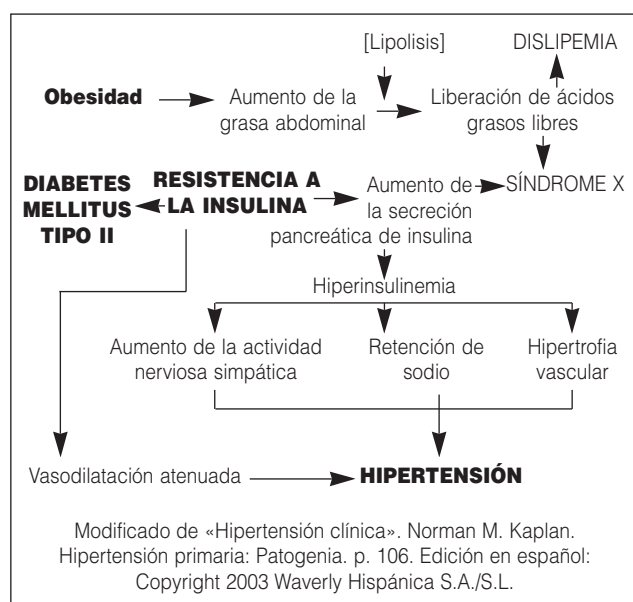 [Lipolisis]
DISLIPEMIA
Obesidad
Aumento de la
grasa abdominal
Liberación de ácidos
grasos libres
DIABETES
MELLITUS
TIPO II
RESISTENCIA A
LA INSULINA
Aumento de
la secreción
pancreática de insulina
SÍNDROME X
Hiperinsulinemia
Aumento de la actividad
nerviosa simpática
Retención de
sodio
Hipertrofia
vascular
Vasodilatación atenuada
HIPERTENSIÓN
Modificado de «Hipertensión clínica». Norman M. Kaplan.
Hipertensión primaria: Patogenia. p. 106. Edición en español:
Copyright 2003 Waverly Hispánica S.A./S.L.